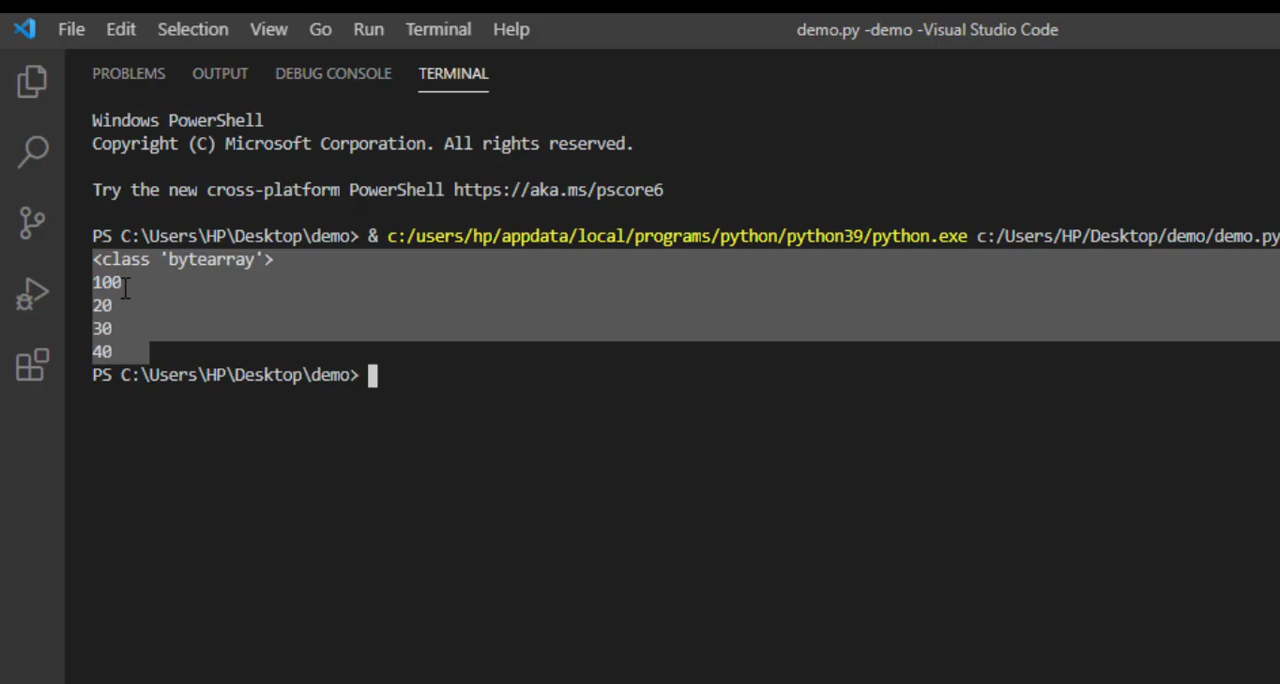 File Edit Selection View Go Run Terminal Help demo.py -demo -Visual Studio Code
PROBLEMS OUTPUT DEBUG CONSOLE TERMINAL
Windows PowerShell
Copyright (C) Microsoft Corporation. All rights reserved.
Try the new cross-platform PowerShell https://aka.ms/pscore6
PS C:\Users\HP\Desktop\demo> & c:/users/hp/appdata/local/programs/python/python39/python.exe c:/Users/HP/Desktop/demo/demo.py
<class 'bytearray'>
100
20
30
40
PS C:\Users\HP\Desktop\demo>